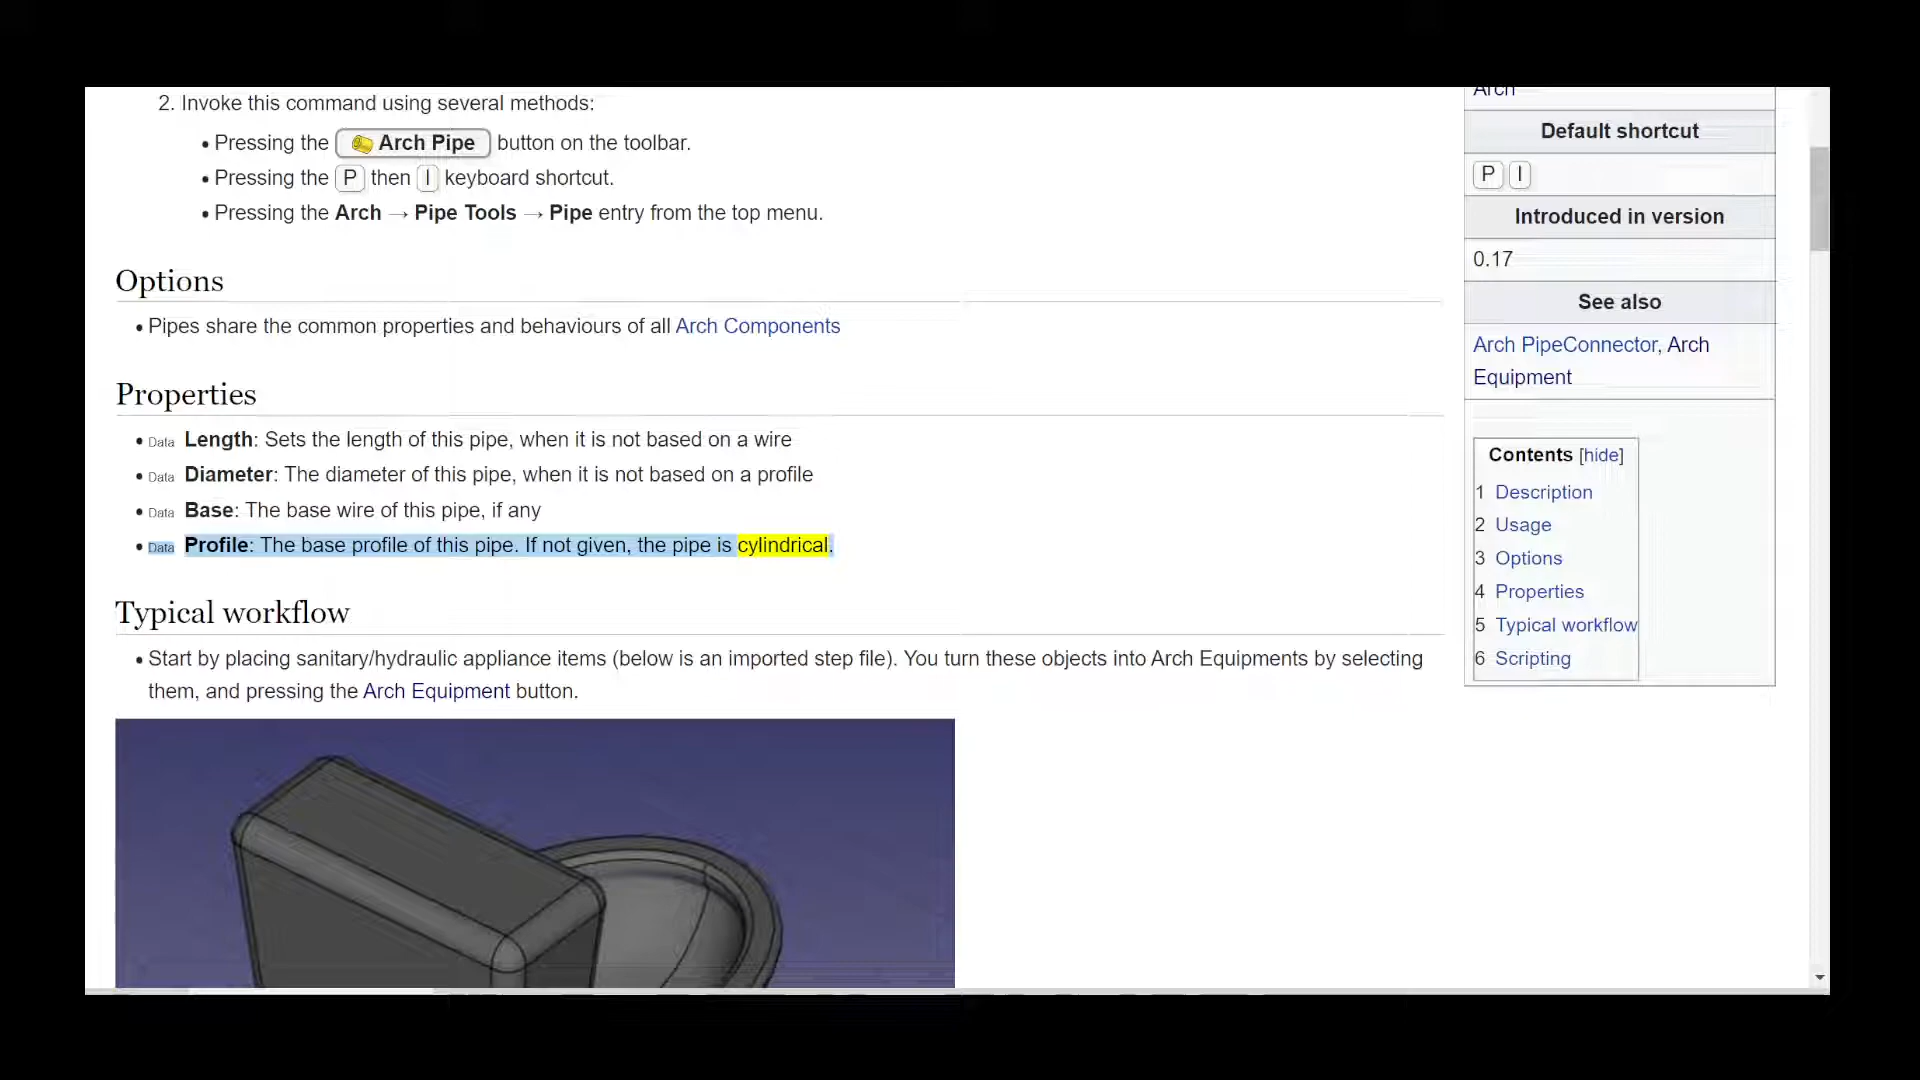 2. Invoke this command using several methods:
• Pressing the Arch Pipe button on the toolbar.
• Pressing the P then I keyboard shortcut.
• Pressing the Arch → Pipe Tools → Pipe entry from the top menu.
Options
• Pipes share the common properties and behaviours of all Arch Components
Properties
• Data Length: Sets the length of this pipe, when it is not based on a wire
• Data Diameter: The diameter of this pipe, when it is not based on a profile
• Data Base: The base wire of this pipe, if any
• Data Profile: The base profile of this pipe. If not given, the pipe is cylindrical.
Typical workflow
• Start by placing sanitary/hydraulic appliance items (below is an imported step file). You turn these objects into Arch Equipments by selecting
them, and pressing the Arch Equipment button.
Arch
Default shortcut
P I
Introduced in version
0.17
See also
Arch PipeConnector, Arch
Equipment
Contents [hide]
1 Description
2 Usage
3 Options
4 Properties
5 Typical workflow
6 Scripting